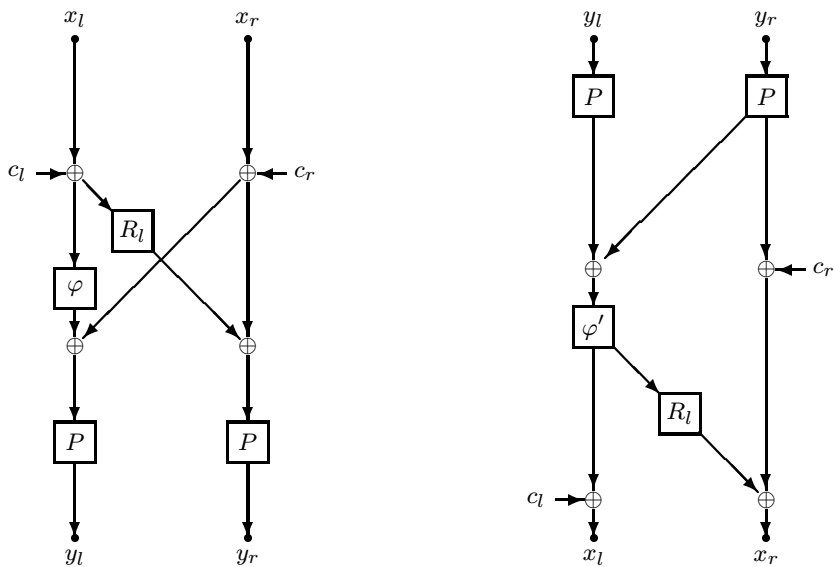 x_l x_r y_l y_r
P P
c_l ⊕ ⊕ c_r
R_l
⊕ ⊕ c_r
φ
φ′
⊕ ⊕
R_l
P P
c_l ⊕ ⊕
y_l y_r x_l x_r